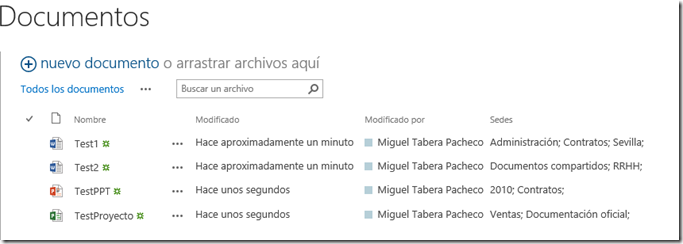 Documentos
nuevo documento o arrastrar archivos aquí
Todos los documentos ••• Buscar un archivo
Nombre Modificado Modificado por Sedes
Test1 ••• Hace aproximadamente un minuto Miguel Tabera Pacheco Administración; Contratos; Sevilla;
Test2 ••• Hace aproximadamente un minuto Miguel Tabera Pacheco Documentos compartidos; RRHH;
TestPPT ••• Hace unos segundos Miguel Tabera Pacheco 2010; Contratos;
TestProyecto ••• Hace unos segundos Miguel Tabera Pacheco Ventas; Documentación oficial;